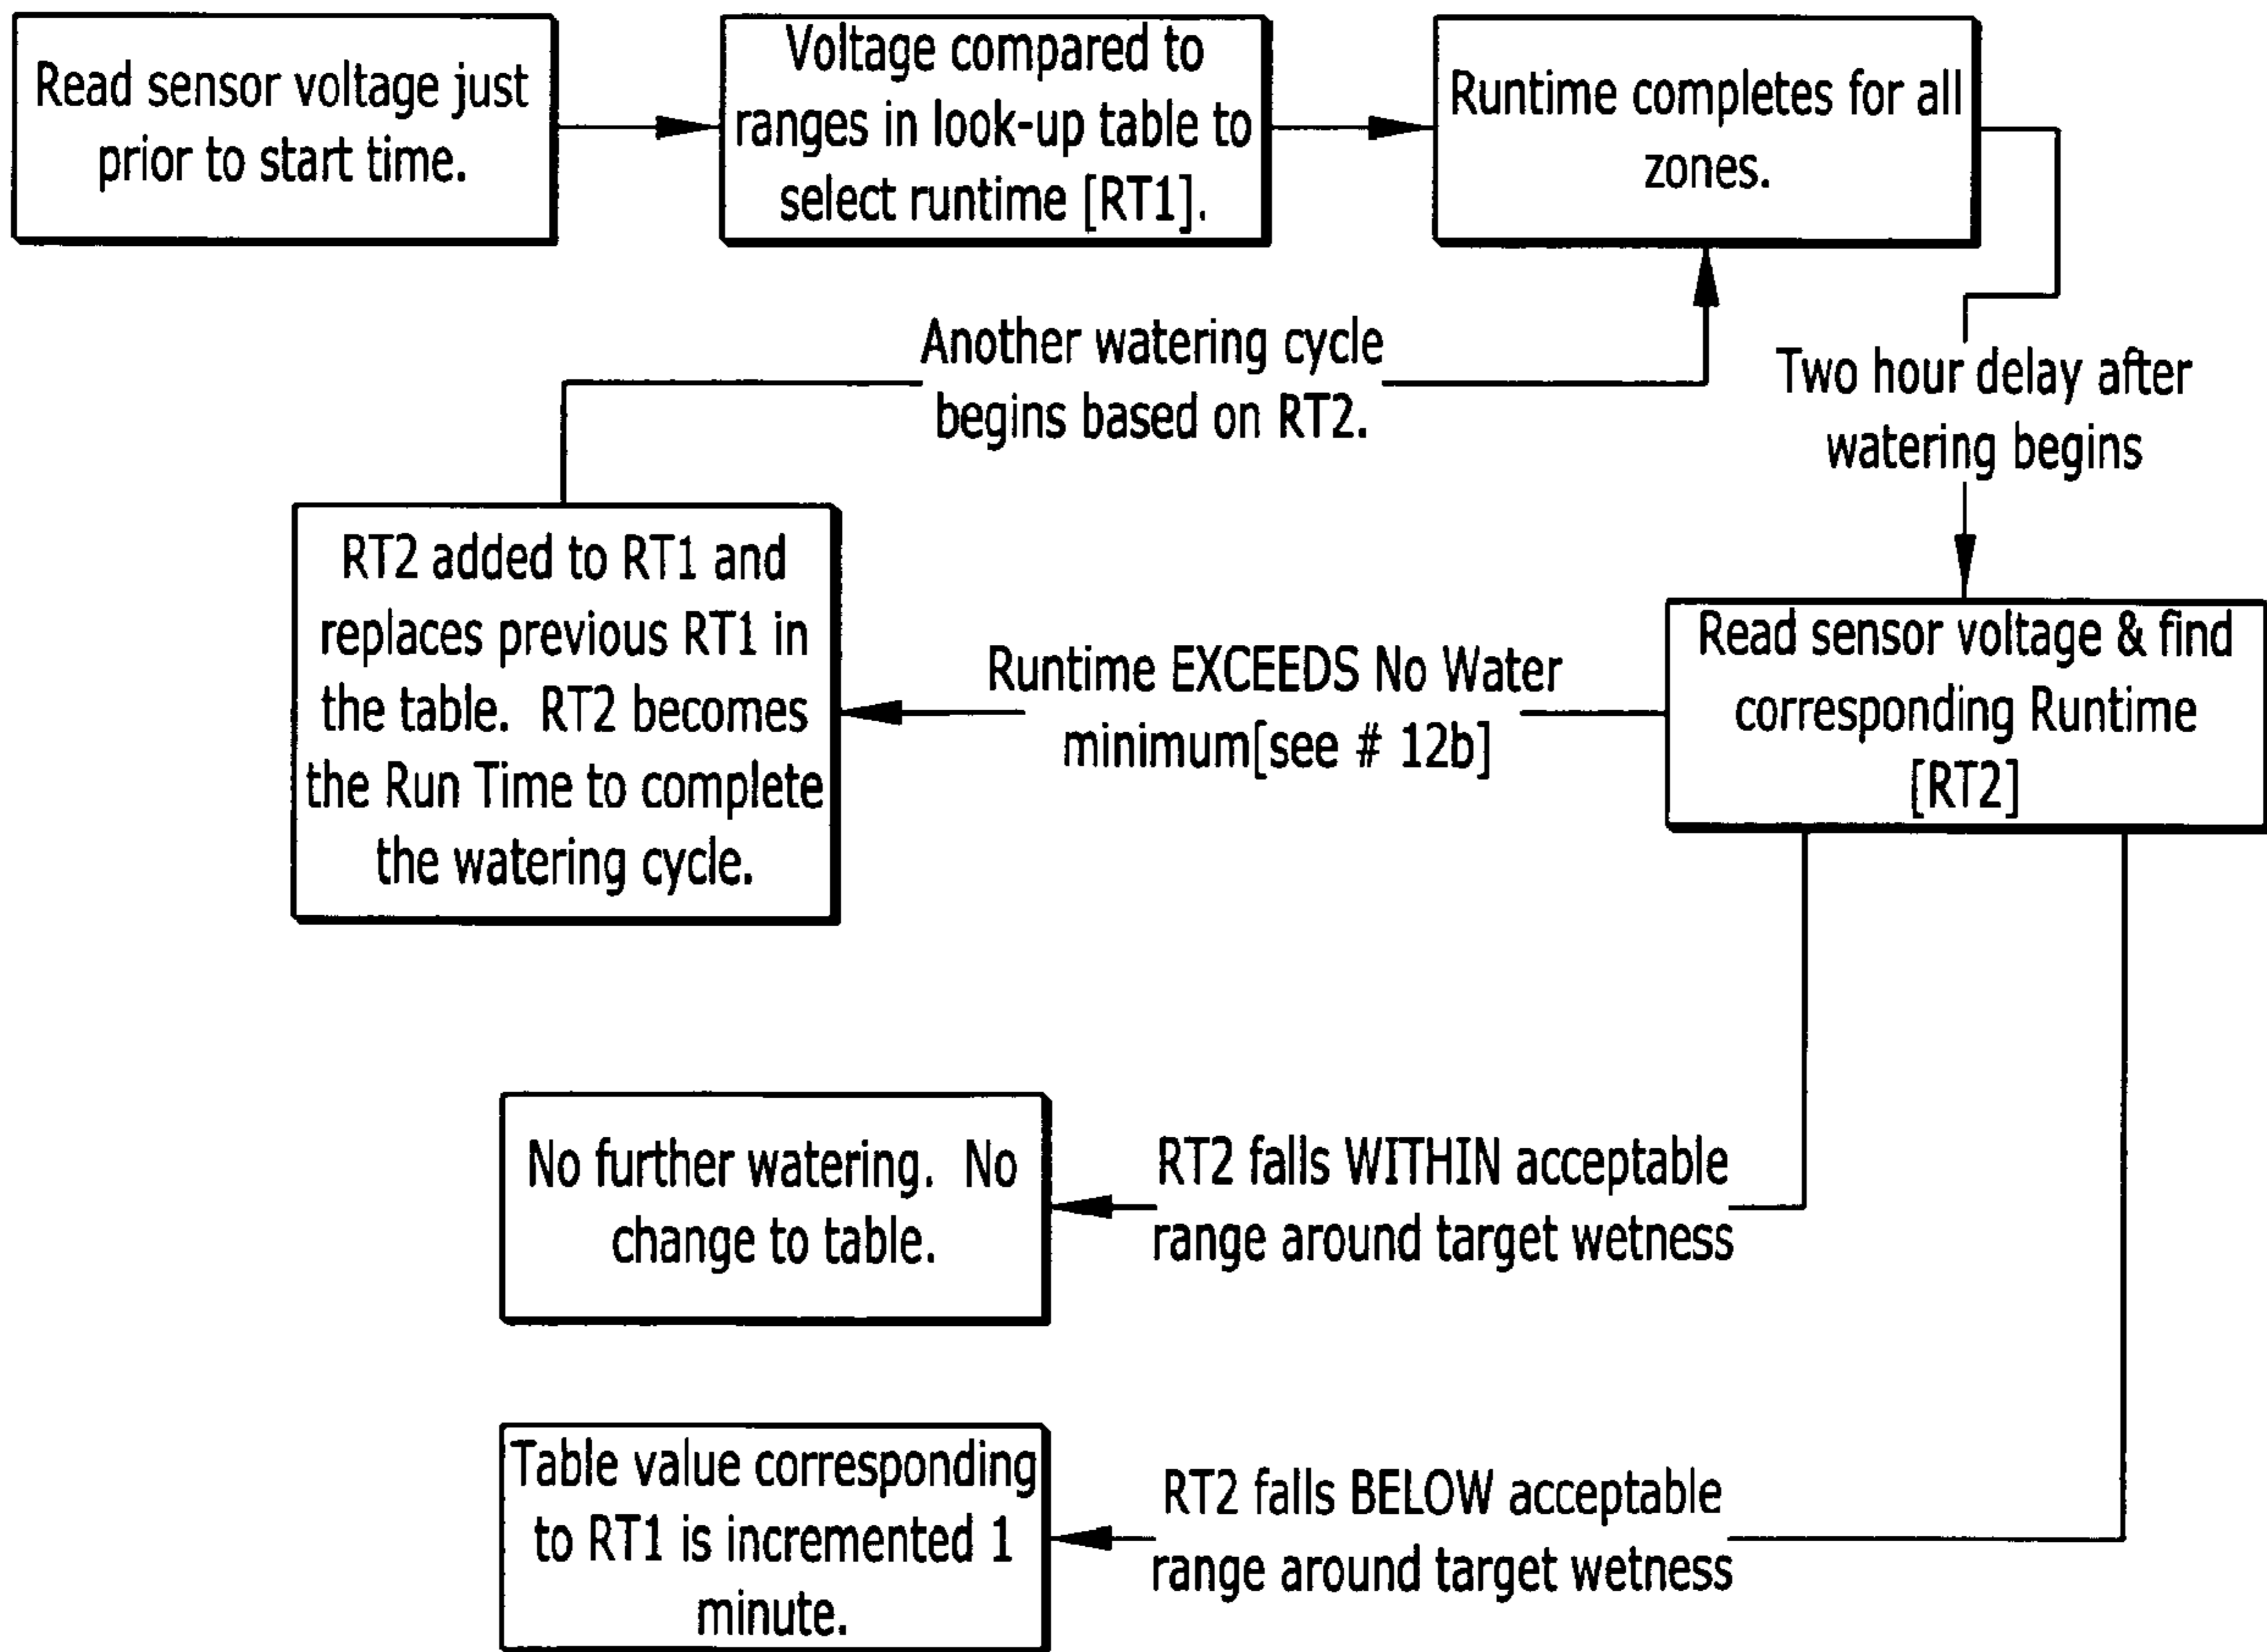 Read sensor voltage just
prior to start time.
Voltage compared to
ranges in look-up table to
select runtime [RT1].
Runtime completes for all
zones.
Another watering cycle
begins based on RT2.
Two hour delay after
watering begins
RT2 added to RT1 and
replaces previous RT1 in
the table. RT2 becomes
the Run Time to complete
the watering cycle.
Runtime EXCEEDS No Water
minimum[see # 12b]
Read sensor voltage & find
corresponding Runtime
[RT2]
No further watering. No
change to table.
RT2 falls WITHIN acceptable
range around target wetness
Table value corresponding
to RT1 is incremented 1
minute.
RT2 falls BELOW acceptable
range around target wetness